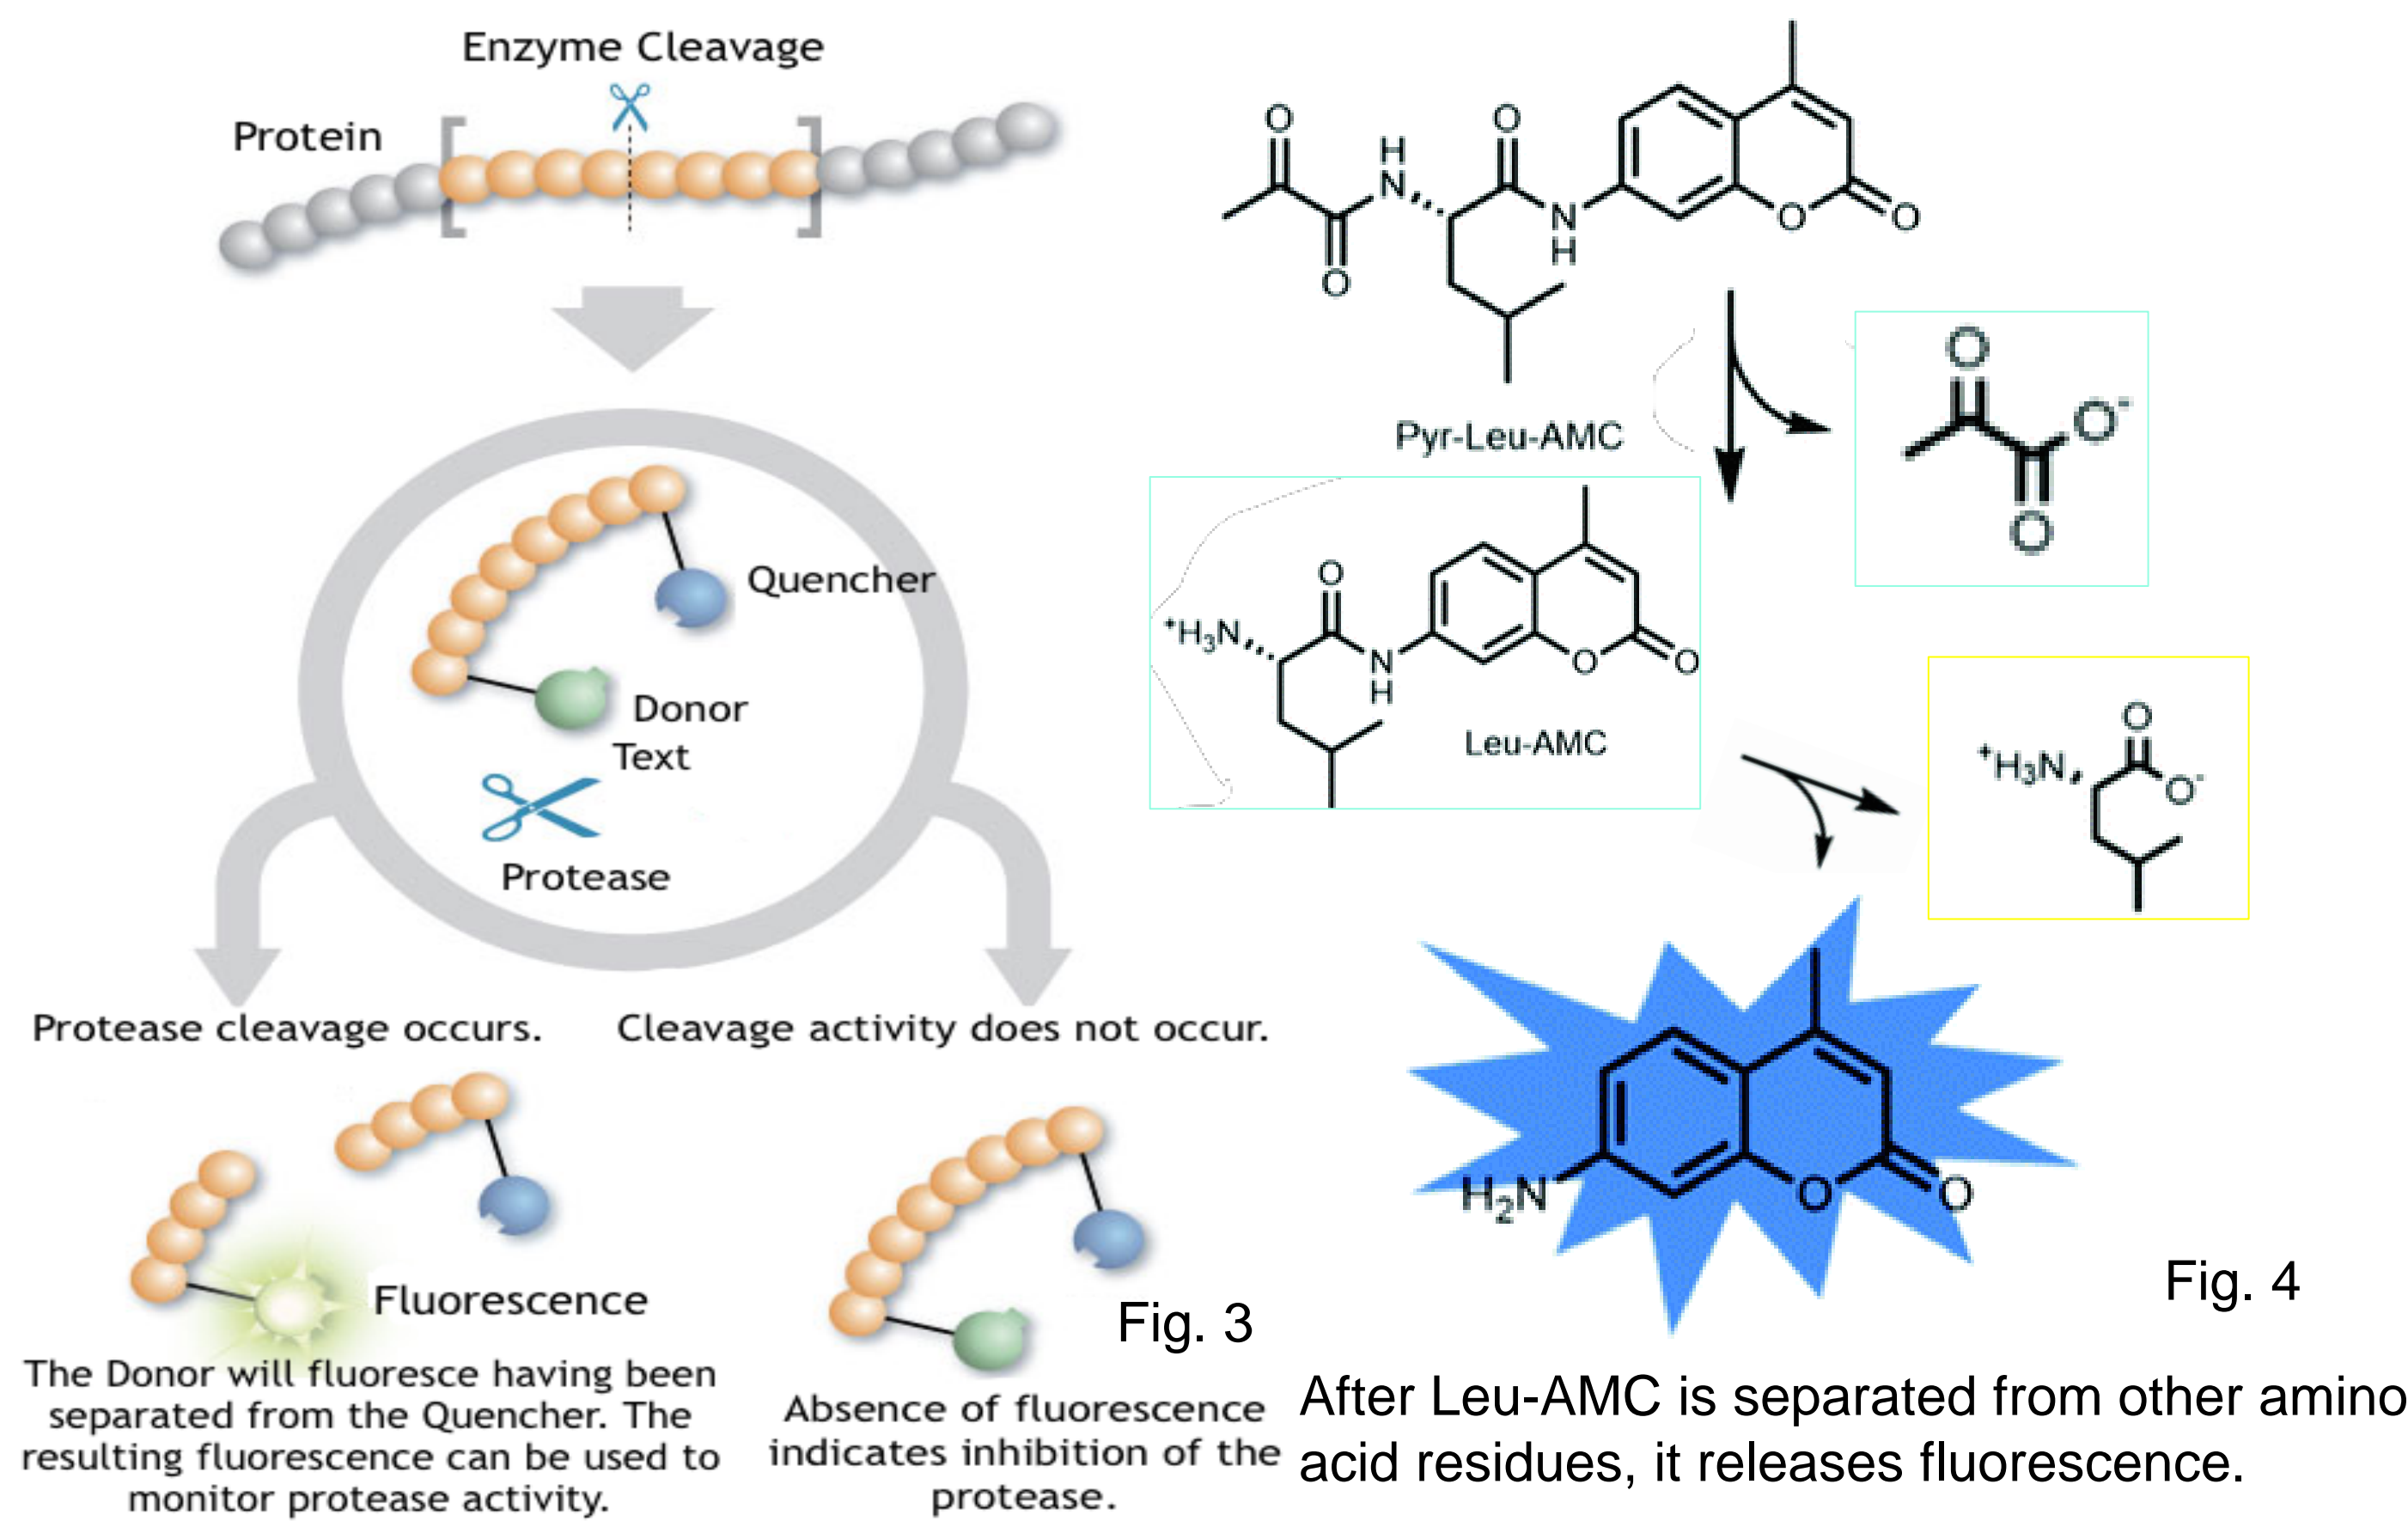 Enzyme Cleavage
Protein
Quencher
Donor
Text
Protease
Protease cleavage occurs.
Cleavage activity does not occur.
Fluorescence
The Donor will fluoresce having been
separated from the Quencher. The
resulting fluorescence can be used to
monitor protease activity.
Absence of fluorescence
indicates inhibition of the
protease.
Fig. 3
O
O
H
N
O
N
H
O
O
Pyr-Leu-AMC
O
O-
O
+H3N
O
N
H
O
O
Leu-AMC
+H3N
O
O-
H2N
O
O
Fig. 4
After Leu-AMC is separated from other amino
acid residues, it releases fluorescence.